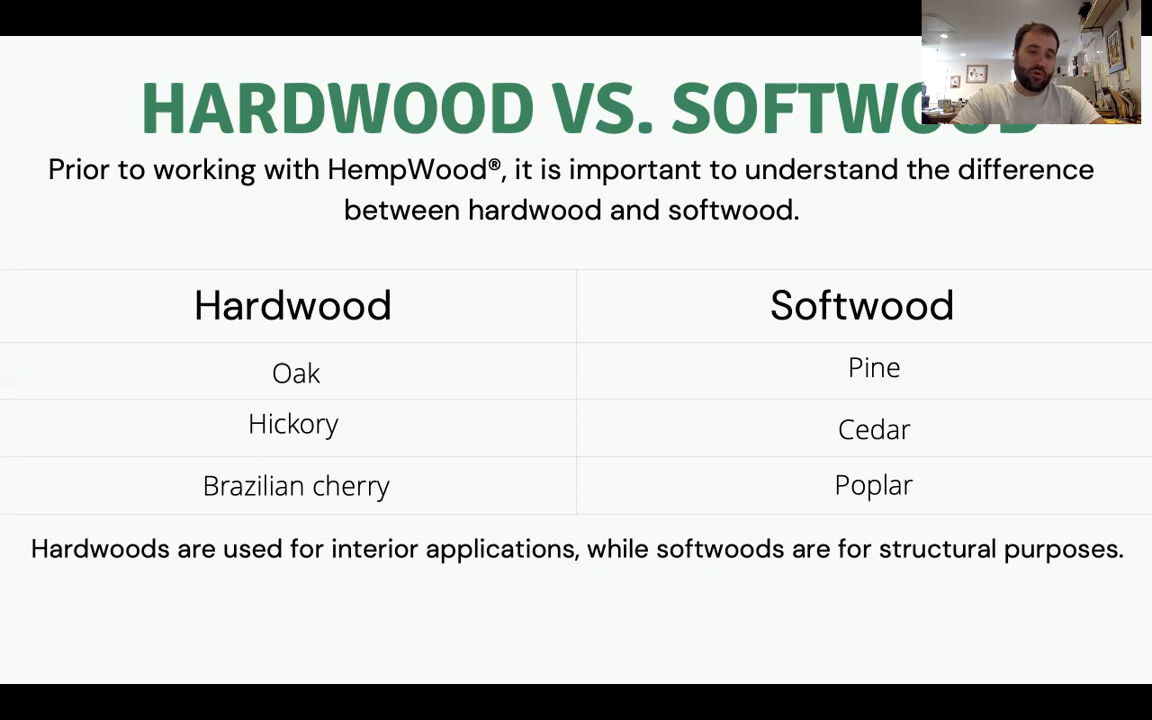 HARDWOOD VS. SOFTWOOD
Prior to working with HempWood®, it is important to understand the difference
between hardwood and softwood.
Hardwood
Softwood
Oak
Pine
Hickory
Cedar
Brazilian cherry
Poplar
Hardwoods are used for interior applications, while softwoods are for structural purposes.